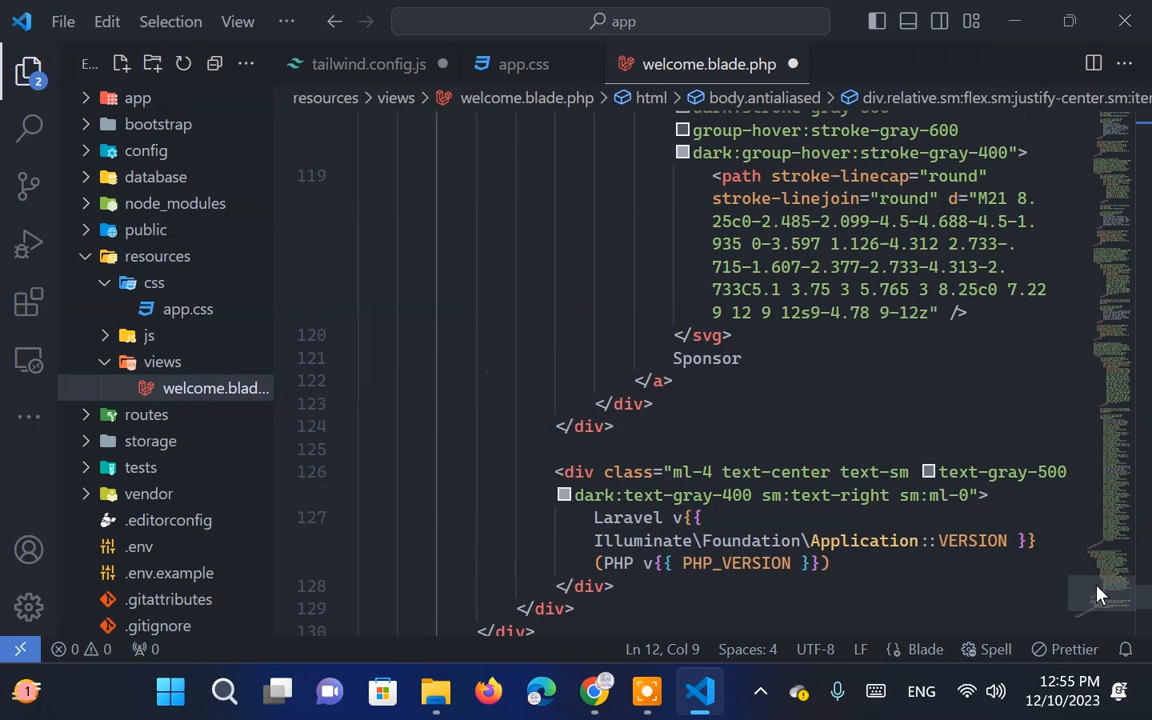 File Edit Selection View ··· app
E...
tailwind.config.js app.css welcome.blade.php
resources > views > welcome.blade.php > html > body.antialiased > div.relative.sm:flex.sm:justify-center.sm:iter
2
app
bootstrap
config
database
node_modules
public
resources
css
app.css
js
views
welcome.blad...
routes
storage
tests
vendor
.editorconfig
.env
.env.example
.gitattributes
.gitignore
group-hover:stroke-gray-600
dark:group-hover:stroke-gray-400">
119 <path stroke-linecap="round"
stroke-linejoin="round" d="M21 8.
25c0-2.485-2.099-4.5-4.688-4.5-1.
935 0-3.597 1.126-4.312 2.733-.
715-1.607-2.377-2.733-4.313-2.
733C5.1 3.75 3 5.765 3 8.25c0 7.22
9 12 9 12s9-4.78 9-12z" />
120 </svg>
121 Sponsor
122 </a>
123 </div>
124 </div>
125
126 <div class="ml-4 text-center text-sm text-gray-500
dark:text-gray-400 sm:text-right sm:ml-0">
127 Laravel v{{
Illuminate\Foundation\Application::VERSION }}
(PHP v{{ PHP_VERSION }})
128 </div>
129 </div>
130 </div>
0 0 0 Ln 12, Col 9 Spaces: 4 UTF-8 LF Blade Spell Prettier
1 ENG 12:55 PM
12/10/2023